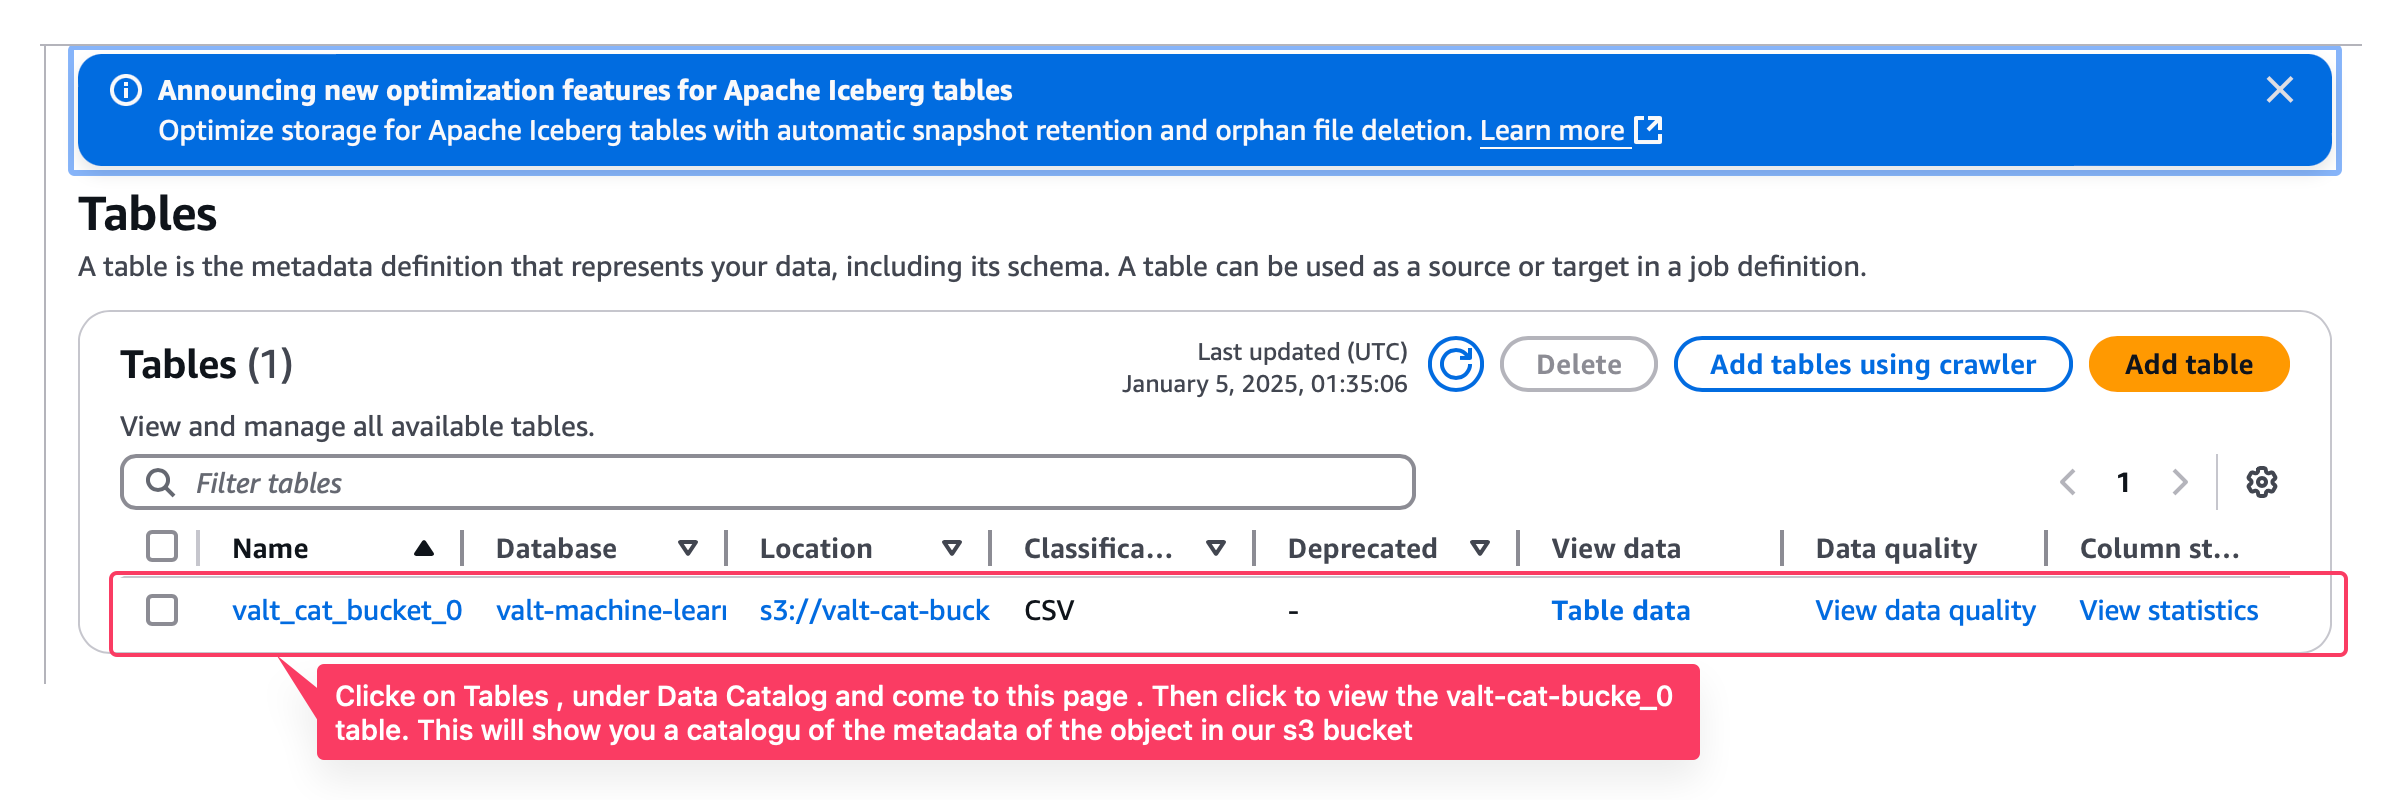 Announcing new optimization features for Apache Iceberg tables
Optimize storage for Apache Iceberg tables with automatic snapshot retention and orphan file deletion. Learn more
Tables
A table is the metadata definition that represents your data, including its schema. A table can be used as a source or target in a job definition.
Tables (1)
Last updated (UTC)
January 5, 2025, 01:35:06
Delete
Add tables using crawler
Add table
View and manage all available tables.
Filter tables
1
Name Database Location Classifica... Deprecated View data Data quality Column st...
valt_cat_bucket_0 valt-machine-learn s3://valt-cat-buck CSV - Table data View data quality View statistics
Clicke on Tables , under Data Catalog and come to this page . Then click to view the valt-cat-bucke_0
table. This will show you a catalogu of the metadata of the object in our s3 bucket